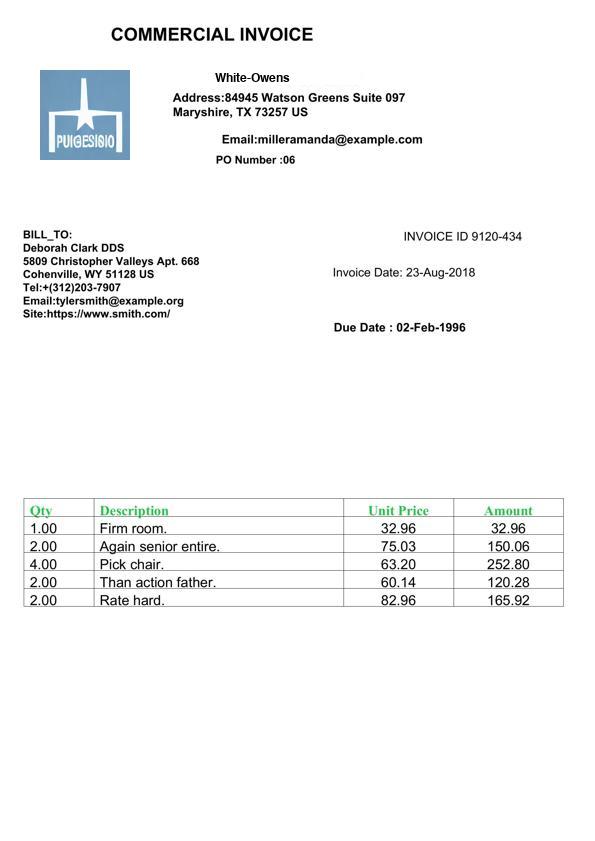 COMMERCIAL INVOICE
White-Owens
Address:84945 Watson Greens Suite 097
Maryshire, TX 73257 US
PUIGESISIO
Email:milleramanda@example.com
PO Number :06
BILL_TO:
Deborah Clark DDS
5809 Christopher Valleys Apt. 668
Cohenville, WY 51128 US
Tel:+(312)203-7907
Email:tylersmith@example.org
Site:https://www.smith.com/
INVOICE ID 9120-434
Invoice Date: 23-Aug-2018
Due Date : 02-Feb-1996
Qty Description Unit Price Amount
1.00 Firm room. 32.96 32.96
2.00 Again senior entire. 75.03 150.06
4.00 Pick chair. 63.20 252.80
2.00 Than action father. 60.14 120.28
2.00 Rate hard. 82.96 165.92